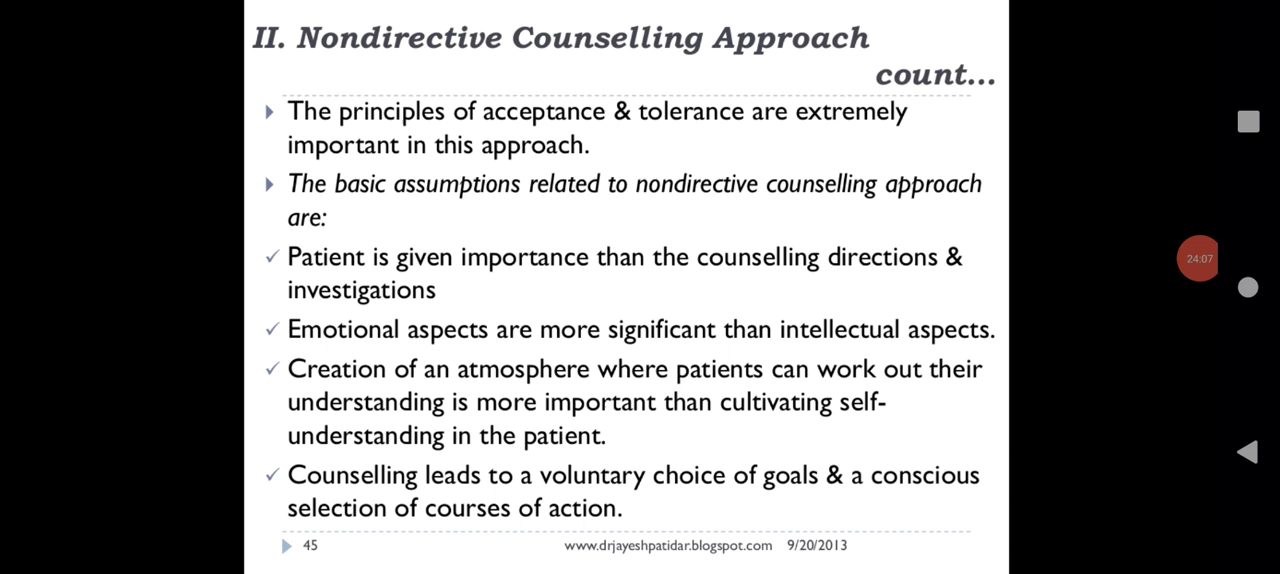 II. Nondirective Counselling Approach
count...
The principles of acceptance & tolerance are extremely
important in this approach.
The basic assumptions related to nondirective counselling approach
are:
Patient is given importance than the counselling directions &
investigations
Emotional aspects are more significant than intellectual aspects.
Creation of an atmosphere where patients can work out their
understanding is more important than cultivating self-
understanding in the patient.
Counselling leads to a voluntary choice of goals & a conscious
selection of courses of action.
45 www.drjayeshpatidar.blogspot.com 9/20/2013
24:07